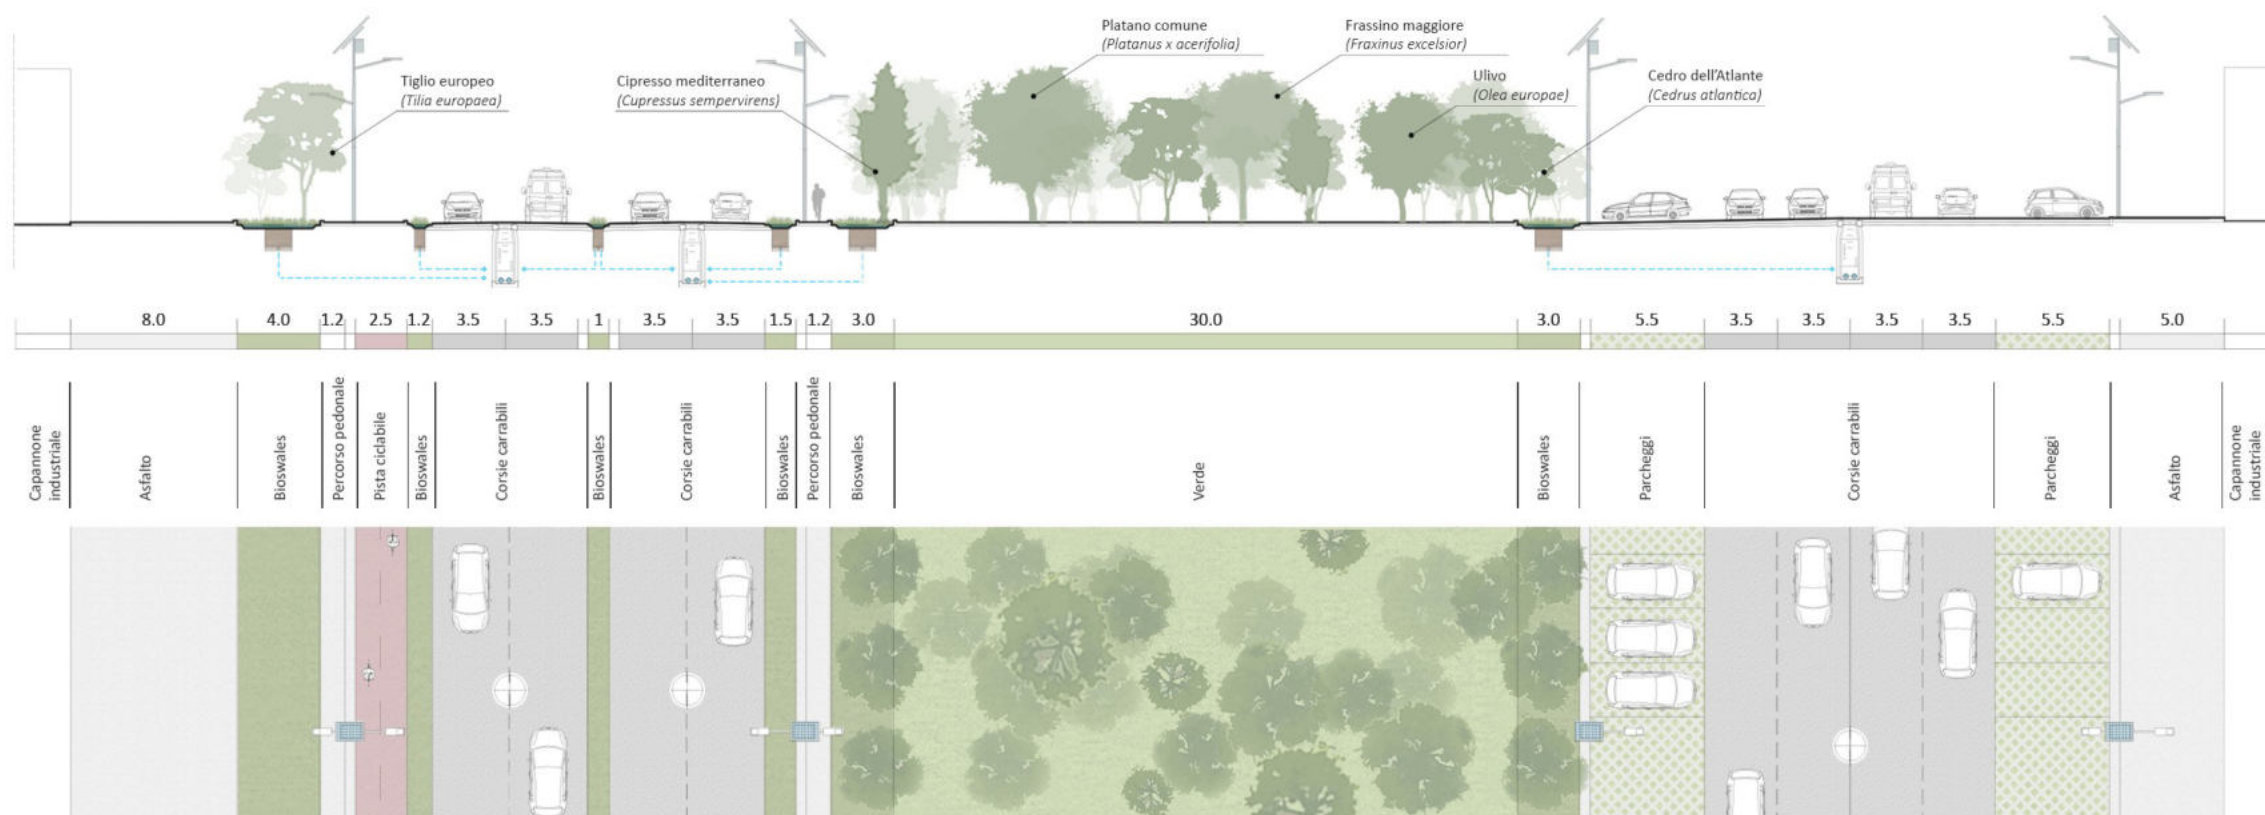 Platano comune
(Platanus x acerifolia)
Frassino maggiore
(Fraxinus excelsior)
Tiglio europeo
(Tilia europaea)
Cipresso mediterraneo
(Cupressus sempervirens)
Ulivo
(Olea europae)
Cedro dell'Atlante
(Cedrus atlantica)
8.0 4.0 1.2 2.5 1.2 3.5 3.5 1 3.5 3.5 1.5 1.2 3.0 30.0 3.0 5.5 3.5 3.5 3.5 3.5 5.5 5.0
Capannone
industriale
Asfalto
Bioswales
Percorso pedonale
Pista ciclabile
Bioswales
Corsie carrabili
Bioswales
Corsie carrabili
Bioswales
Percorso pedonale
Bioswales
Verde
Bioswales
Parcheggi
Corsie carrabili
Parcheggi
Asfalto
Capannone
industriale